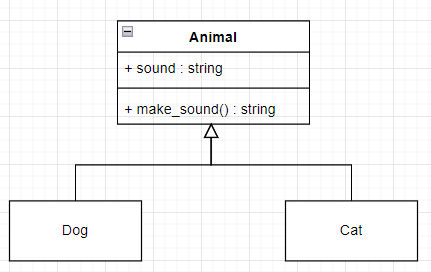 Animal
+ sound : string
+ make_sound() : string
Dog
Cat